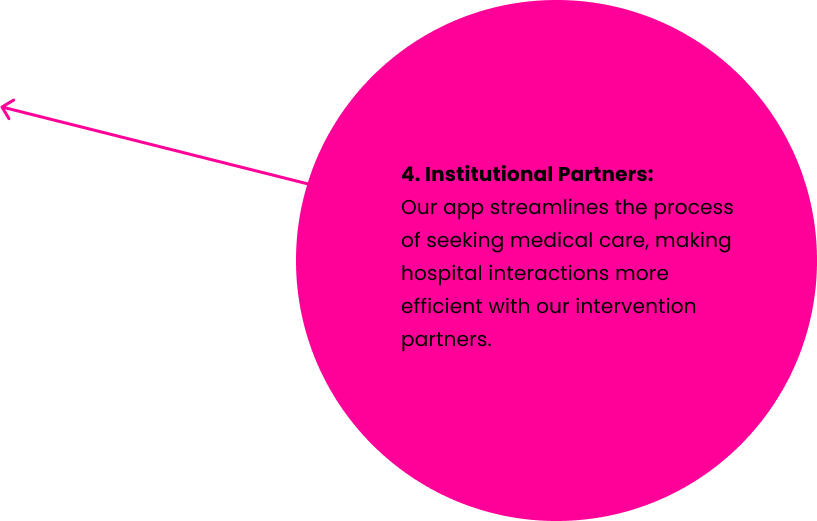 4. Institutional Partners:
Our app streamlines the process
of seeking medical care, making
hospital interactions more
efficient with our intervention
partners.